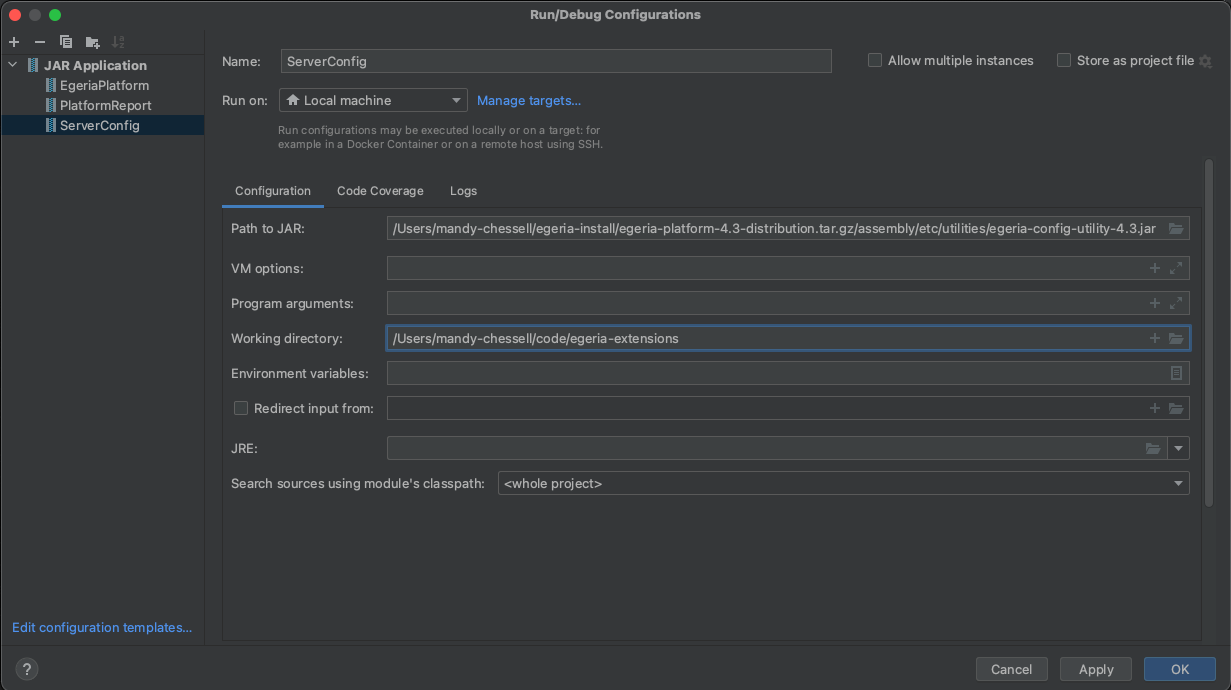 Run/Debug Configurations
JAR Application
EgeriaPlatform
PlatformReport
ServerConfig
Edit configuration templates...
Name: ServerConfig
Allow multiple instances
Store as project file
Run on: Local machine Manage targets...
Run configurations may be executed locally or on a target: for
example in a Docker Container or on a remote host using SSH.
Configuration Code Coverage Logs
Path to JAR: /Users/mandy-chessell/egeria-install/egeria-platform-4.3-distribution.tar.gz/assembly/etc/utilities/egeria-config-utility-4.3.jar
VM options:
Program arguments:
Working directory: /Users/mandy-chessell/code/egeria-extensions
Environment variables:
Redirect input from:
JRE:
Search sources using module's classpath: <whole project>
? Cancel Apply OK